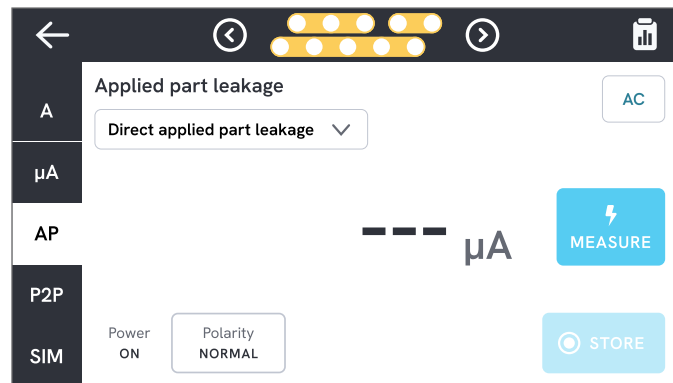 Applied part leakage
AC
A
Direct applied part leakage
µA
AP
--- µA
MEASURE
P2P
Power
ON
Polarity
NORMAL
STORE
SIM